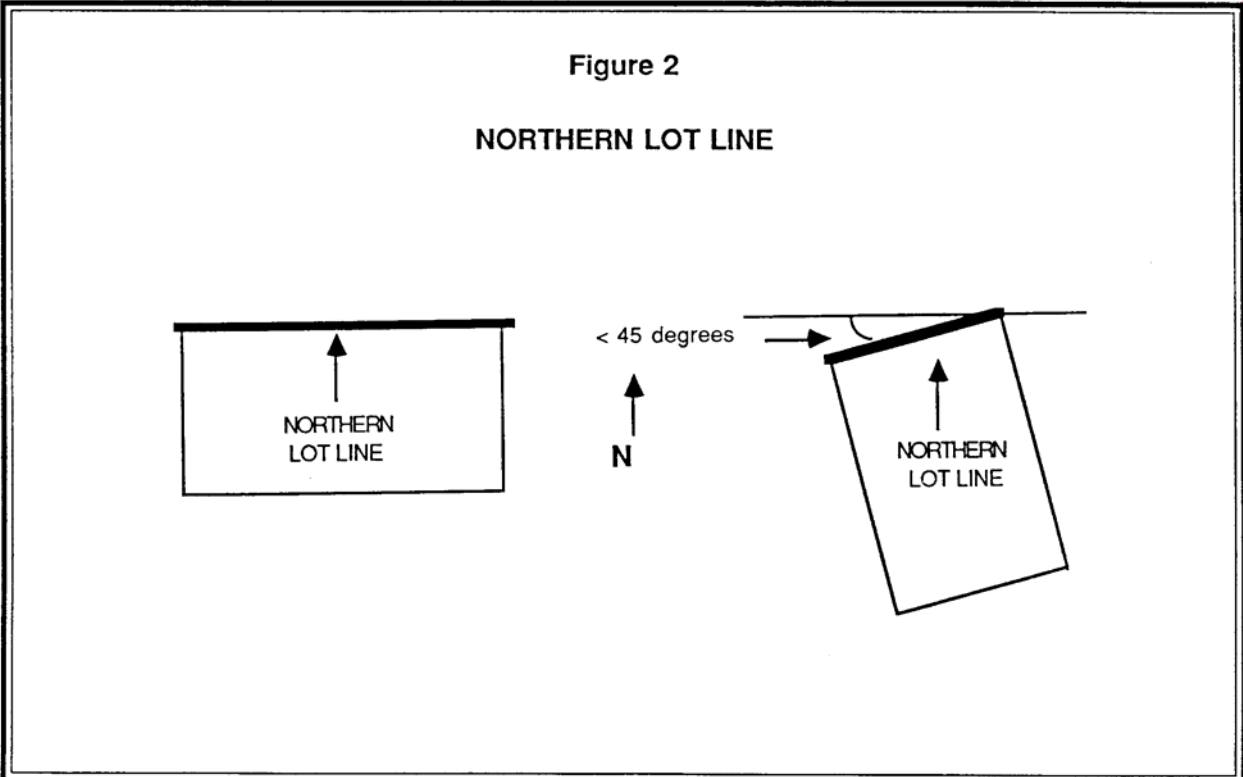 Figure 2
NORTHERN LOT LINE
< 45 degrees
NORTHERN
LOT LINE
N
NORTHERN
LOT LINE